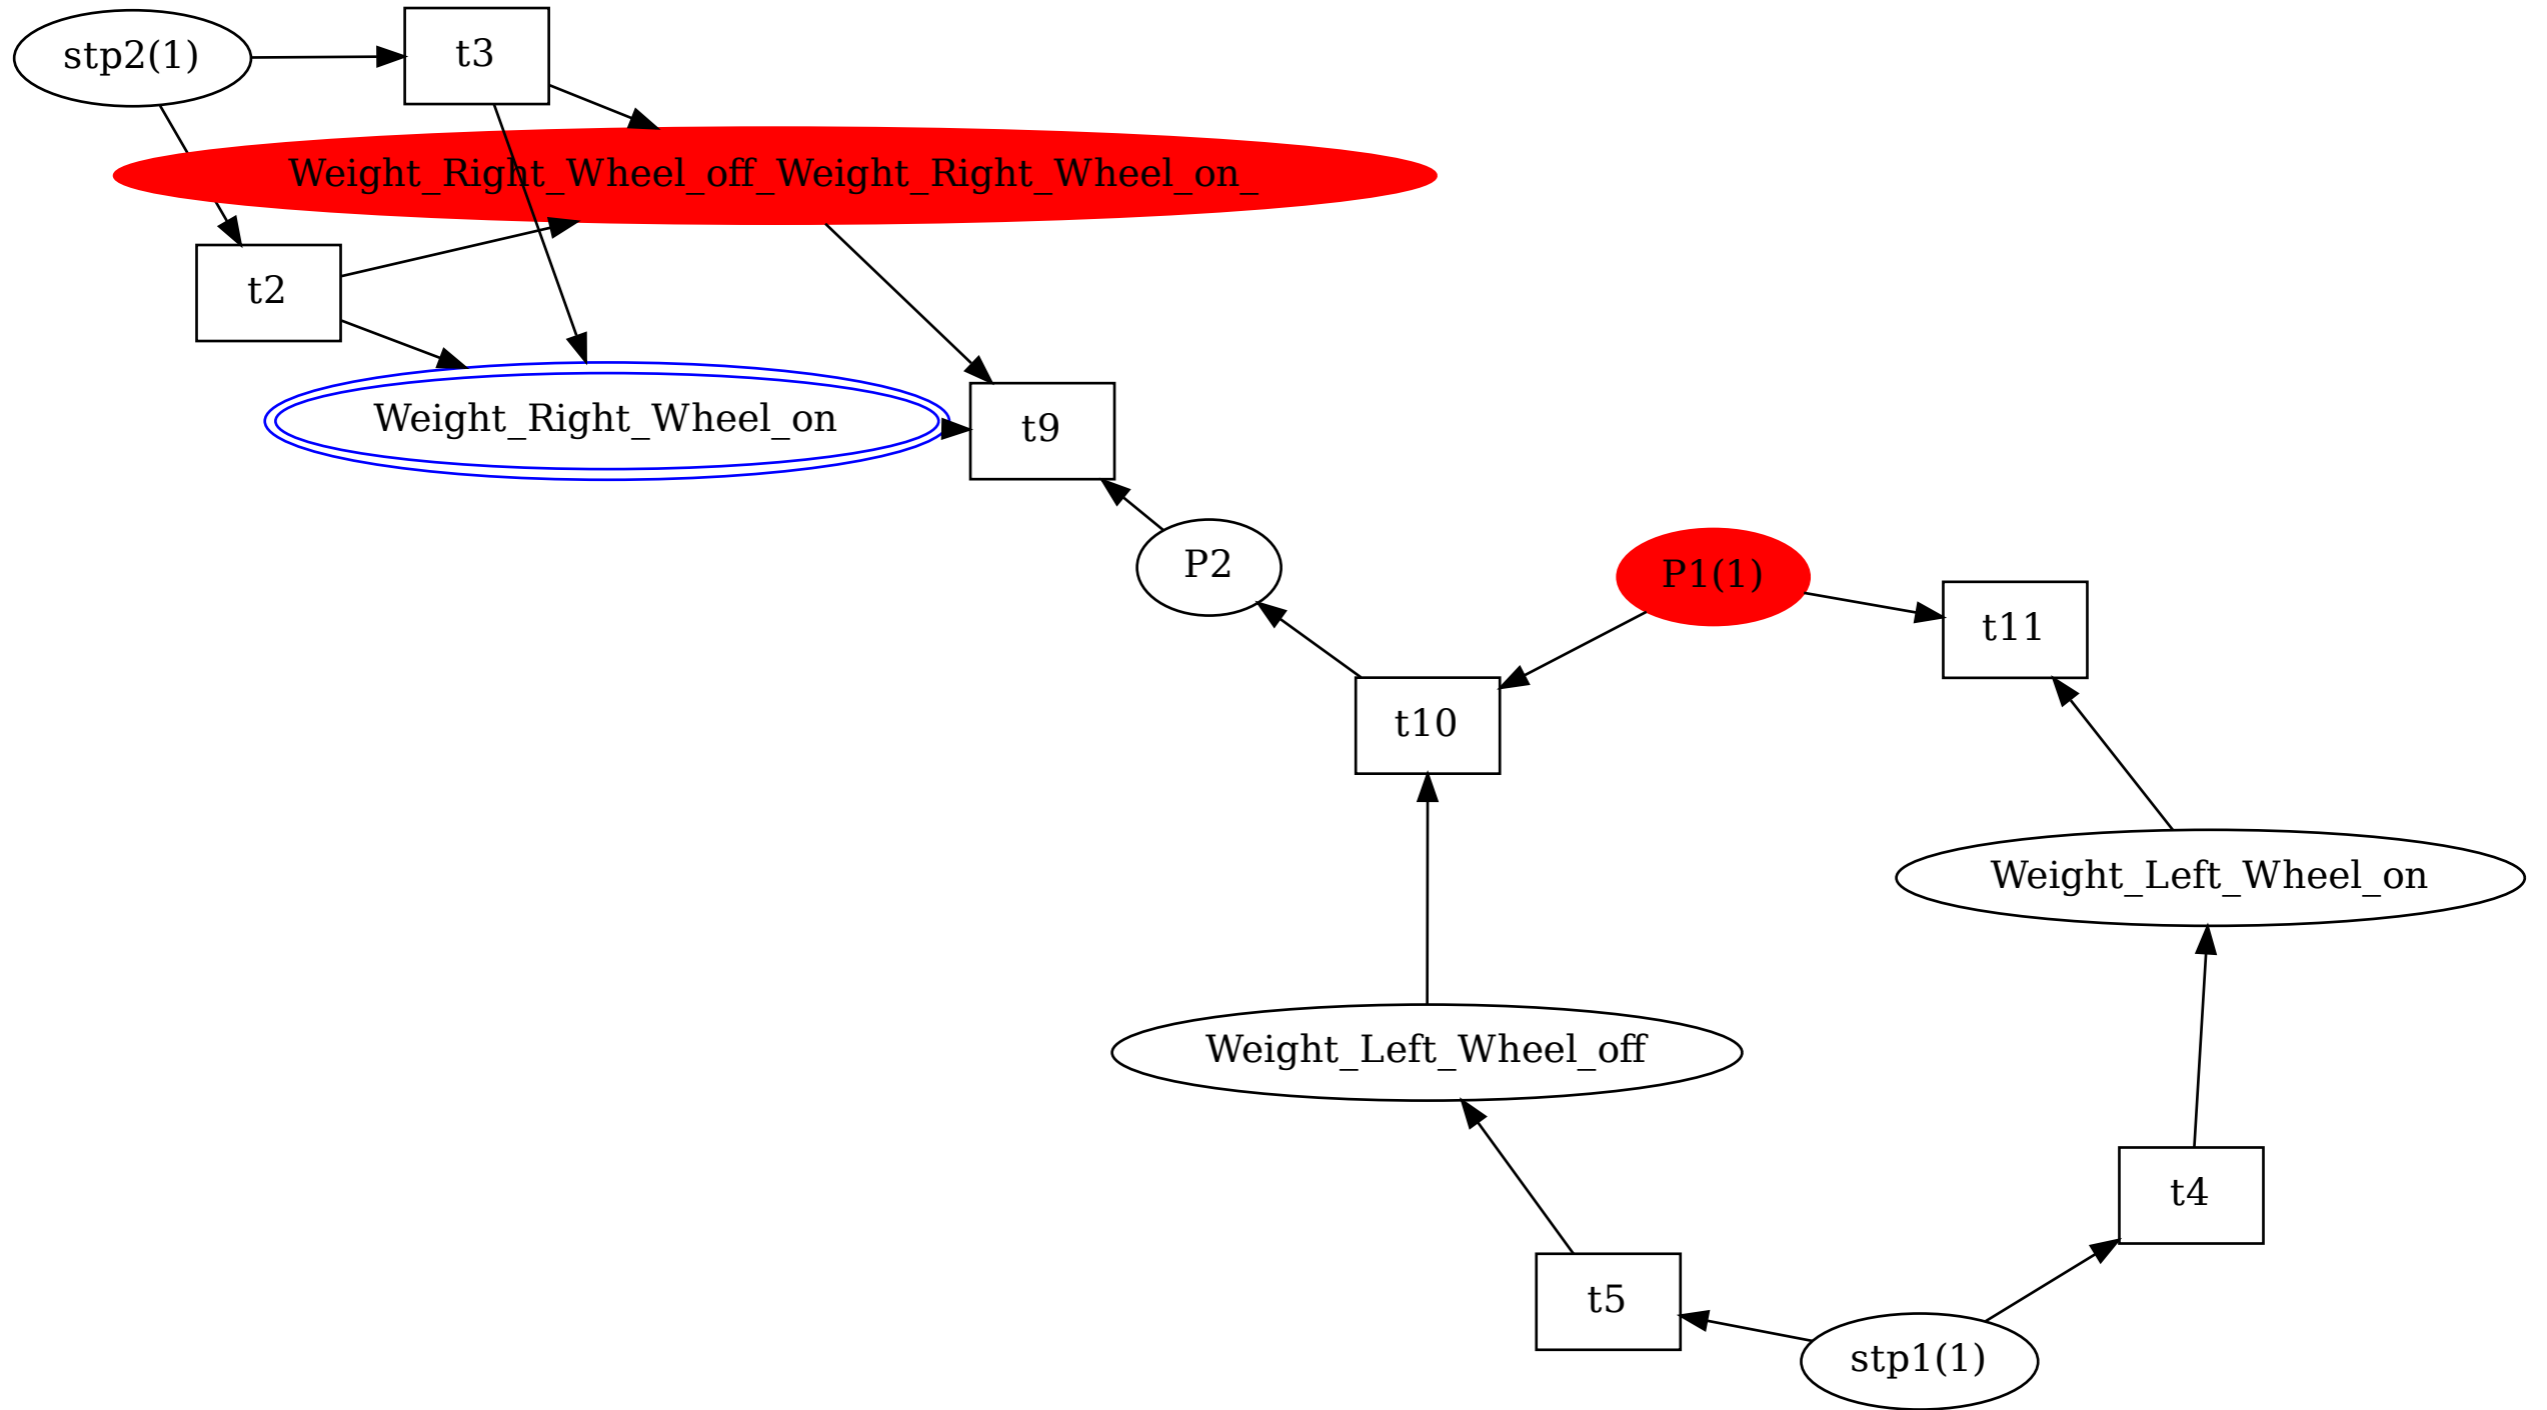 stp2(1)
t3
Weight_Right_Wheel_off_Weight_Right_Wheel_on_
t2
Weight_Right_Wheel_on
t9
P2
P1(1)
t11
t10
Weight_Left_Wheel_on
Weight_Left_Wheel_off
t4
t5
stp1(1)